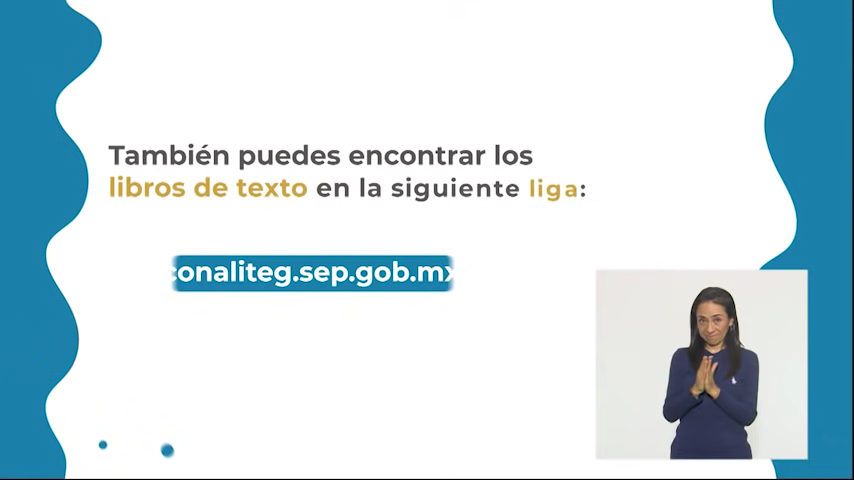 También puedes encontrar los
libros de texto en la siguiente liga:
conaliteg.sep.gob.mx